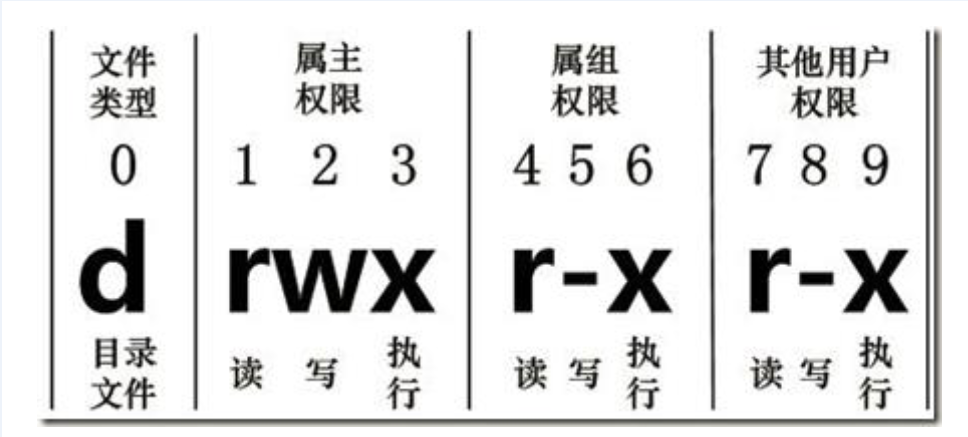 文件 属主 属组 其他用户
类型 权限 权限 权限
0 1 2 3 4 5 6 7 8 9
d rwx r-x r-x
目录 读 写 执 读 写 执 读 写 执
文件 行 行 行